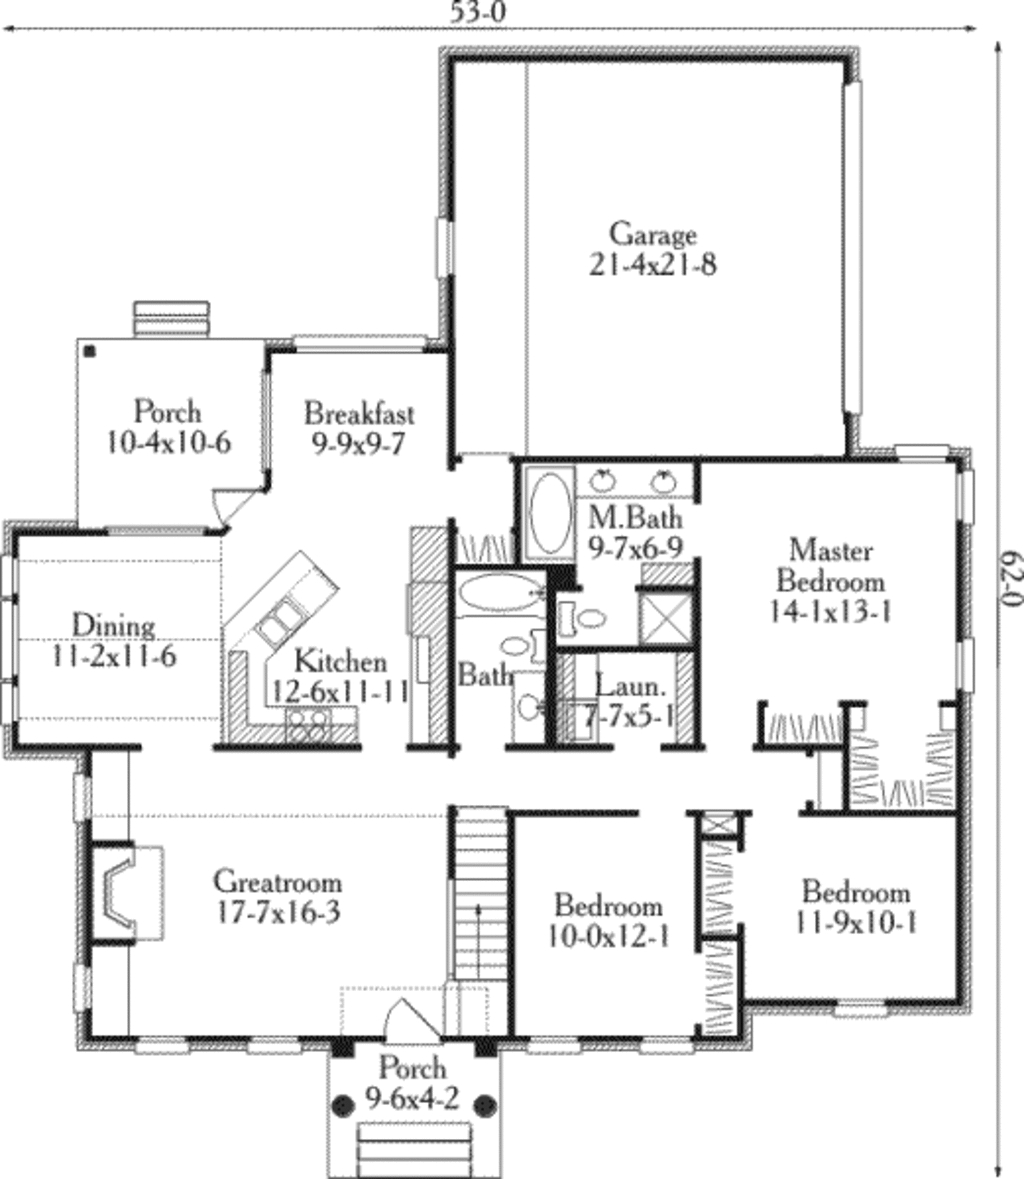 53-0
Garage
21-4x21-8
Porch
10-4x10-6
Breakfast
9-9x9-7
M.Bath
9-7x6-9
Master
Bedroom
14-1x13-1
62-0
Dining
11-2x11-6
Kitchen
12-6x11-11
Bath
Laun.
7-7x5-1
Greatroom
17-7x16-3
Bedroom
10-0x12-1
Bedroom
11-9x10-1
Porch
9-6x4-2